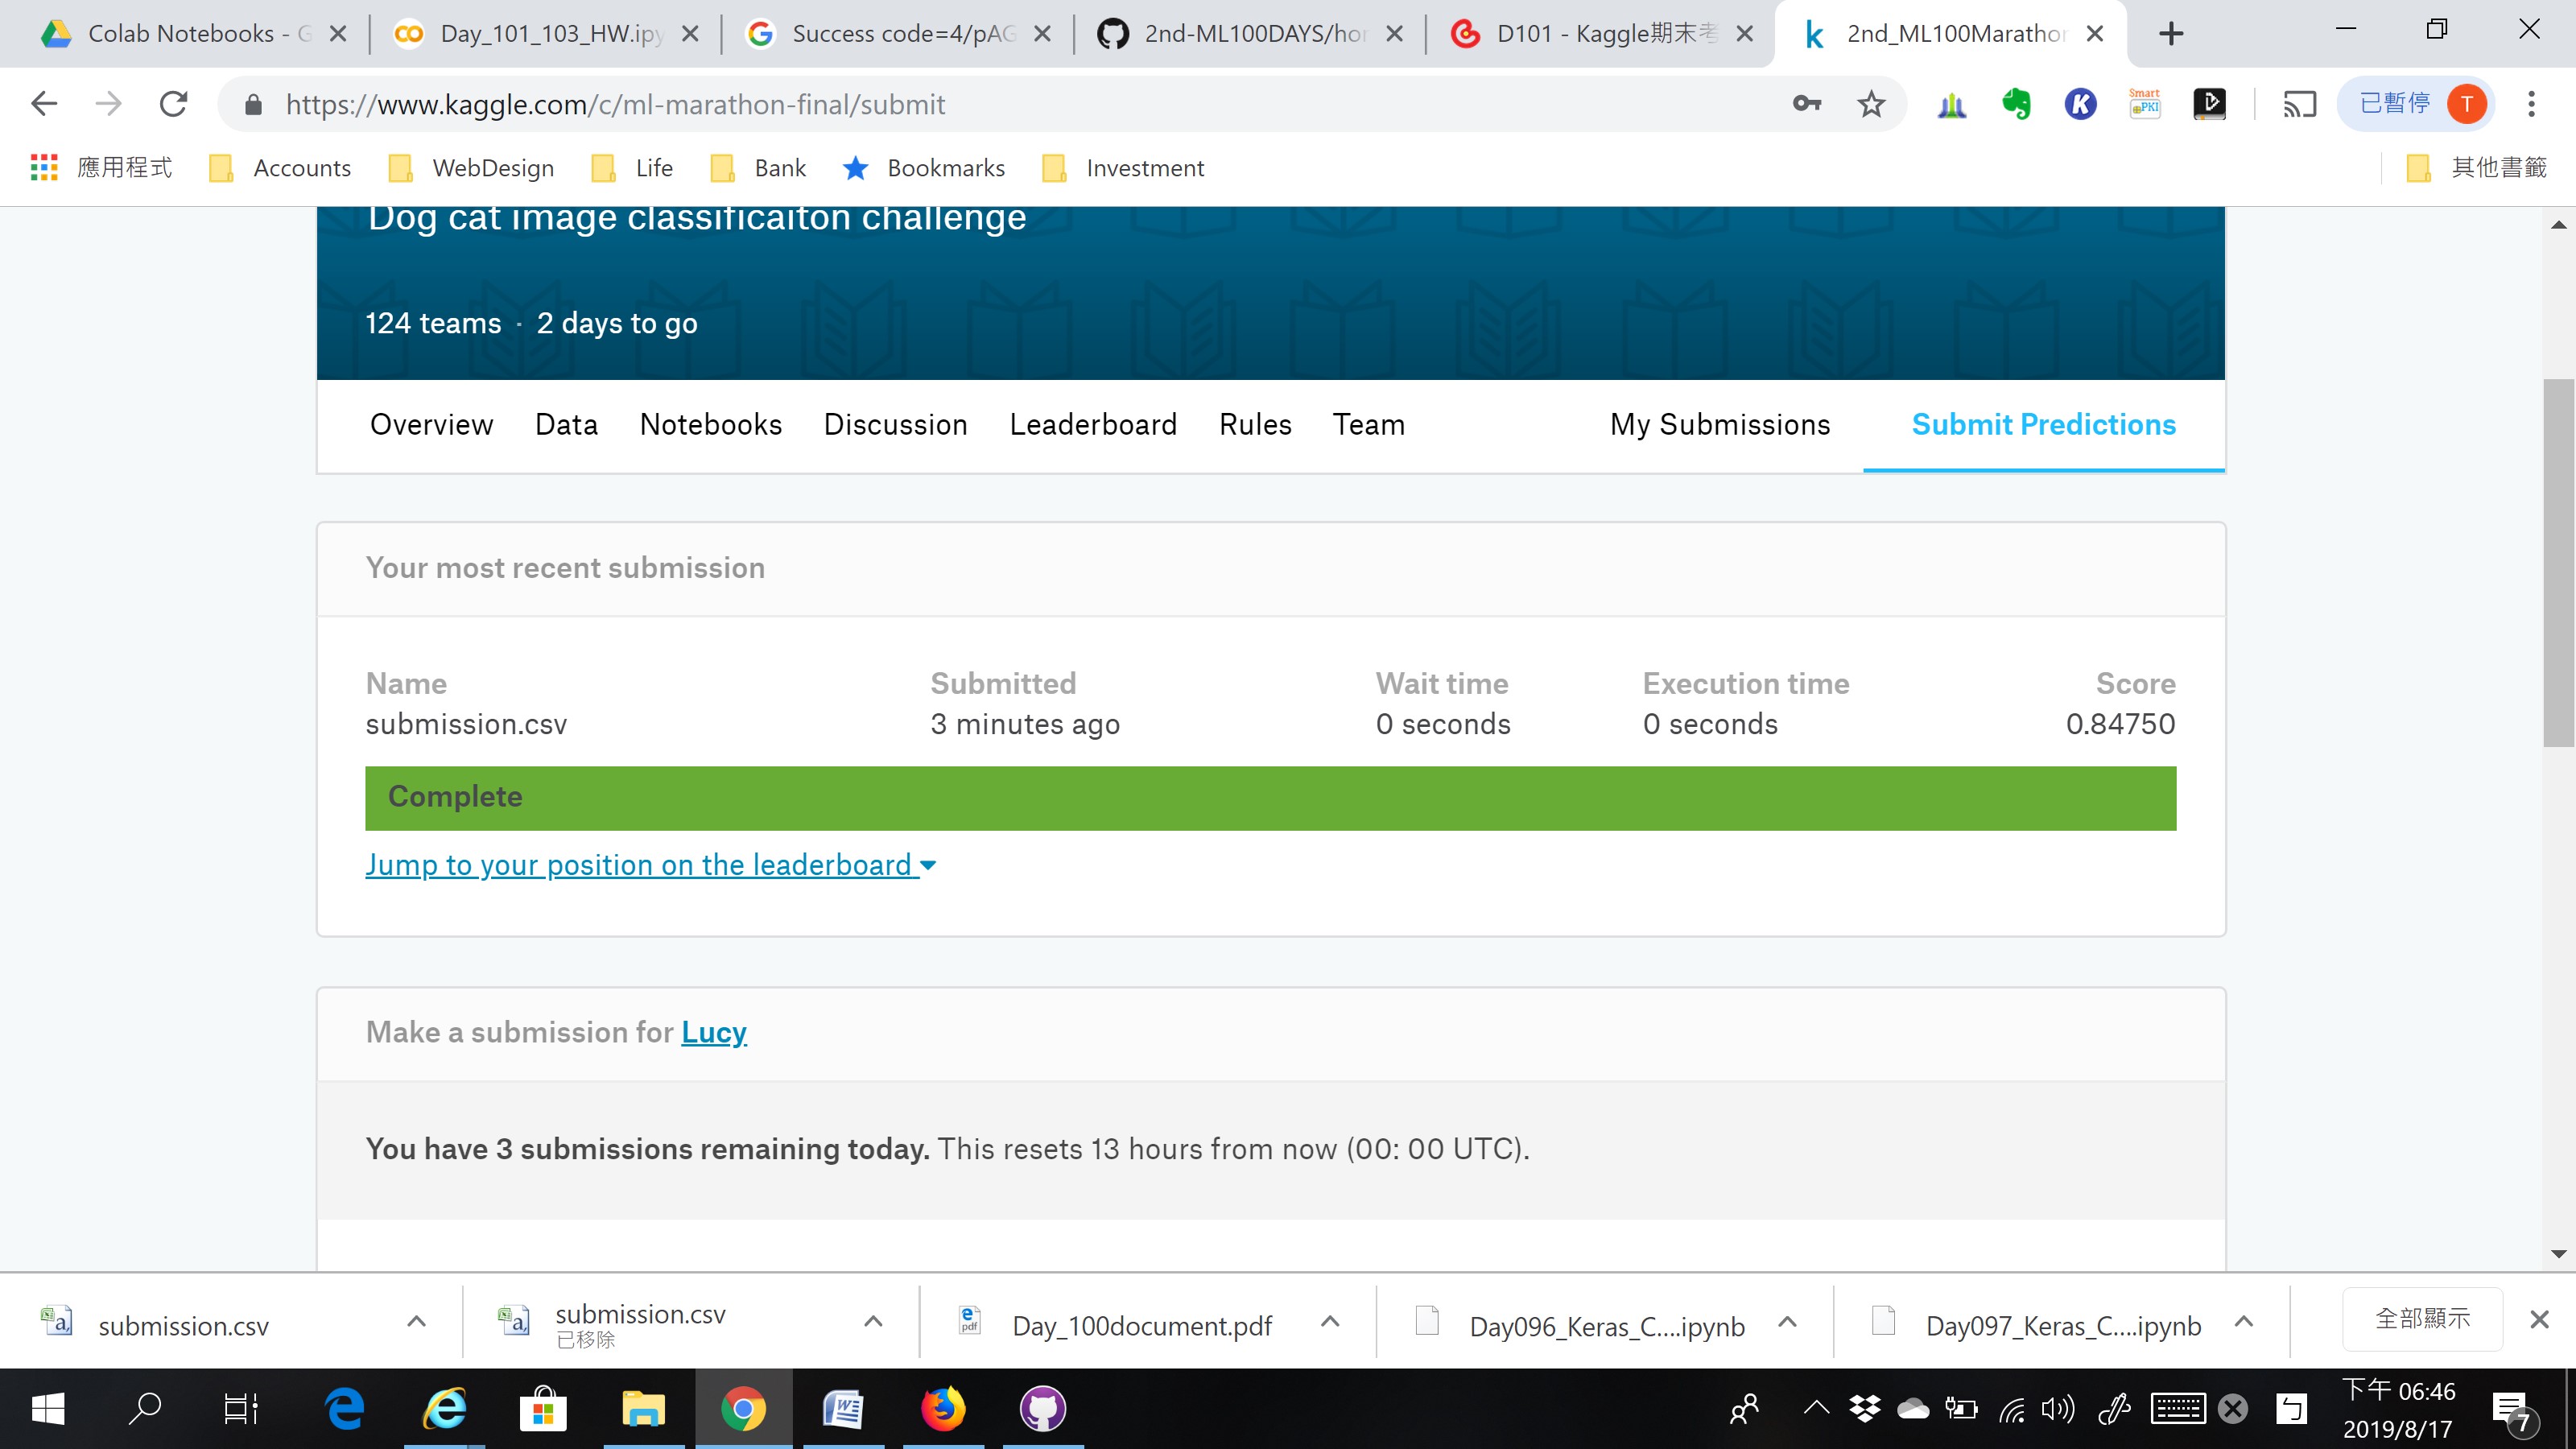 Colab Notebooks - G
Day_101_103_HW.ipy
Success code=4/pAG
2nd-ML100DAYS/hor
D101 - Kaggle期末考
2nd_ML100Marathon
https://www.kaggle.com/c/ml-marathon-final/submit
Smart
PKI
已暫停
T
應用程式
Accounts
WebDesign
Life
Bank
Bookmarks
Investment
其他書籤
Dog cat image classificaiton challenge
124 teams · 2 days to go
Overview
Data
Notebooks
Discussion
Leaderboard
Rules
Team
My Submissions
Submit Predictions
Your most recent submission
Name Submitted Wait time Execution time Score
submission.csv 3 minutes ago 0 seconds 0 seconds 0.84750
Complete
Jump to your position on the leaderboard
Make a submission for Lucy
You have 3 submissions remaining today. This resets 13 hours from now (00: 00 UTC).
submission.csv
submission.csv
已移除
Day_100document.pdf
Day096_Keras_C....ipynb
Day097_Keras_C....ipynb
全部顯示
下午 06:46
2019/8/17
7